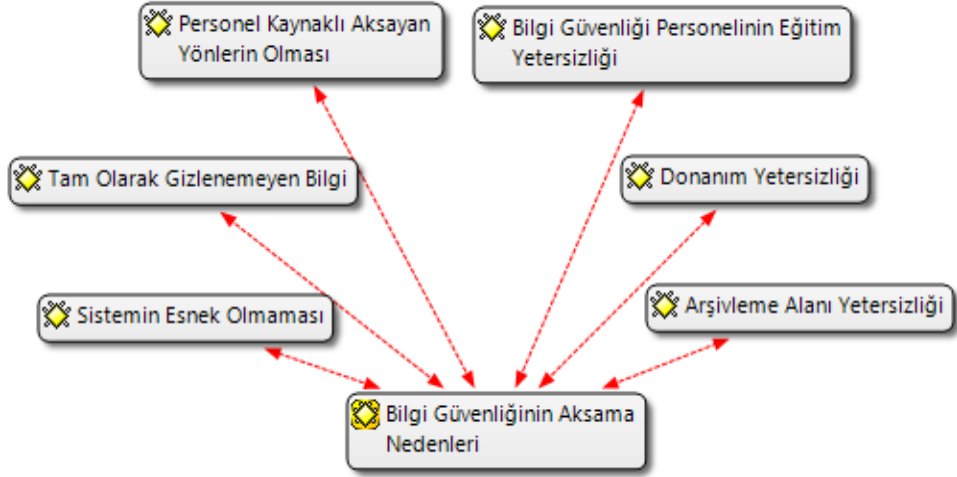 Personel Kaynaklı Aksayan
Yönlerin Olması
Bilgi Güvenliği Personelinin Eğitim
Yetersizliği
Tam Olarak Gizlenemeyen Bilgi
Donanım Yetersizliği
Sistemin Esnek Olmaması
Arşivleme Alanı Yetersizliği
Bilgi Güvenliğinin Aksama
Nedenleri